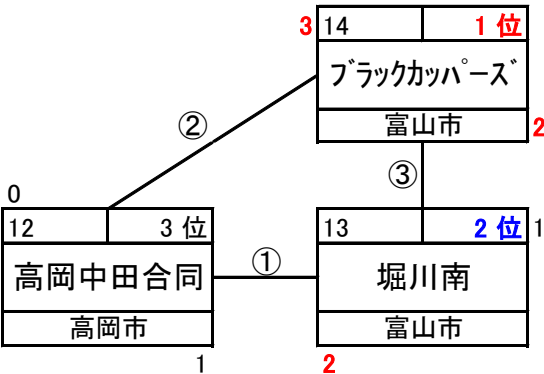 3 14 1 位
ブラックカッパーズ
富山市 2
②
③
0
12 3 位
高岡中田合同
高岡市
1
①
13 2 位 1
堀川南
富山市
2